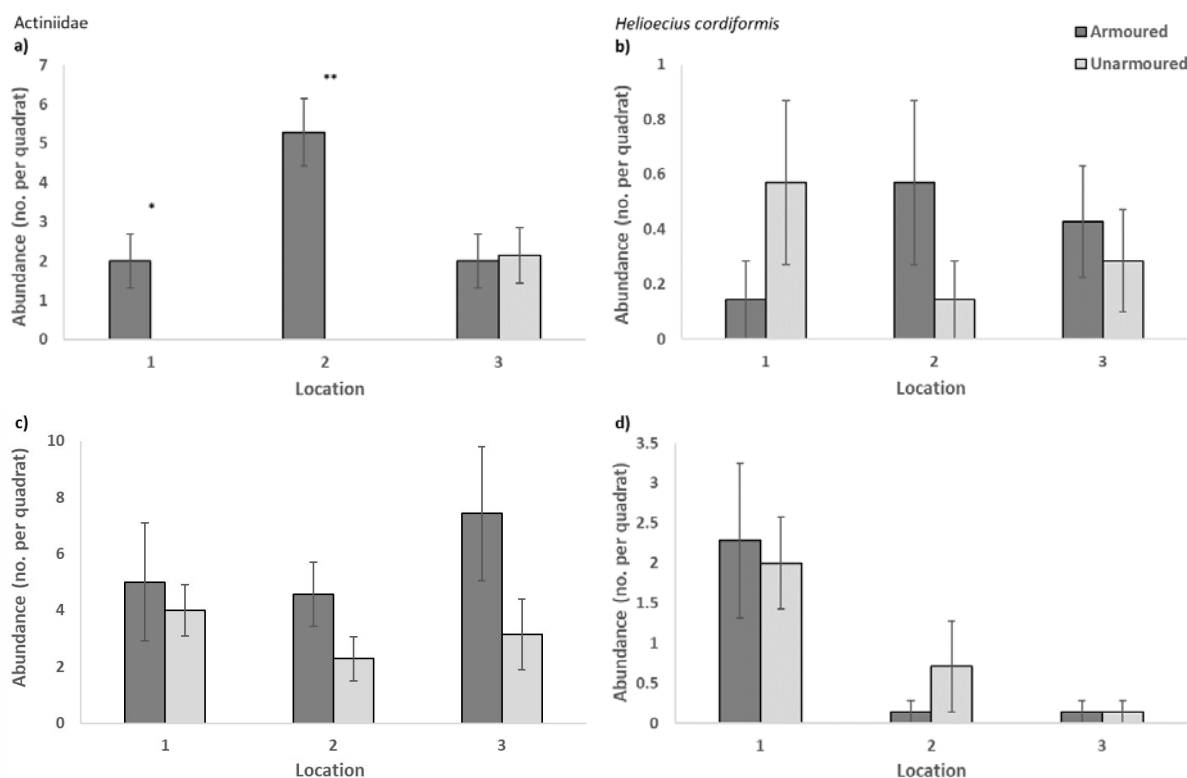 Actiniidae
a)
7
6
5
4
3
2
1
0
Abundance (no. per quadrat)
*
**
1 2 3
Location
Helioecius cordiformis
b)
Armoured
Unarmoured
1
0.8
0.6
0.4
0.2
0
Abundance (no. per quadrat)
1 2 3
Location
c)
10
8
6
4
2
0
Abundance (no. per quadrat)
1 2 3
Location
d)
3.5
3
2.5
2
1.5
1
0.5
0
Abundance (no. per quadrat)
1 2 3
Location